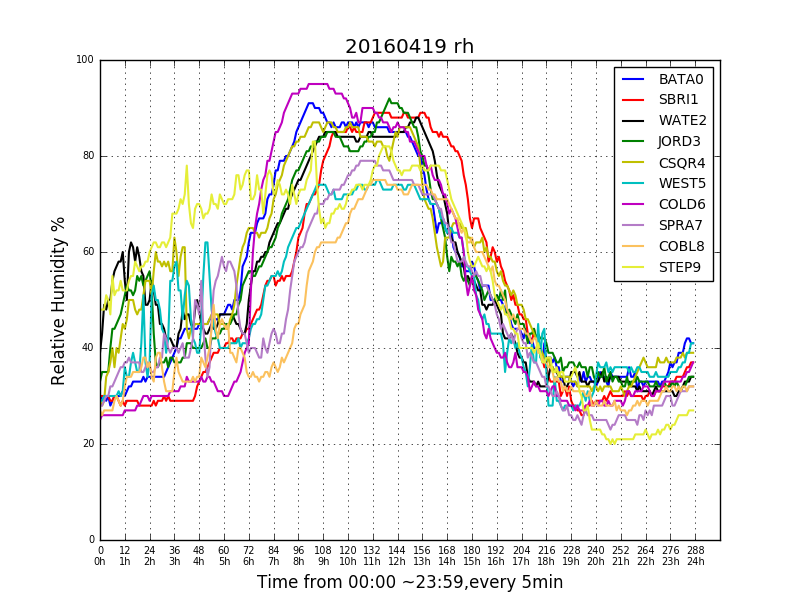 20160419 rh
100
80
60
40
20
0
Relative Humidity %
BATA0
SBRI1
WATE2
JORD3
CSQR4
WEST5
COLD6
SPRA7
COBL8
STEP9
0 12 24 36 48 60 72 84 96 108 120 132 144 156 168 180 192 204 216 228 240 252 264 276 288
0h 1h 2h 3h 4h 5h 6h 7h 8h 9h 10h 11h 12h 13h 14h 15h 16h 17h 18h 19h 20h 21h 22h 23h 24h
Time from 00:00 ~23:59,every 5min